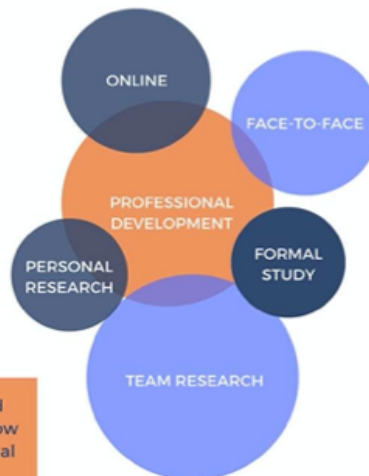 ONLINE
FACE-TO-FACE
PROFESSIONAL
DEVELOPMENT
PERSONAL
RESEARCH
FORMAL
STUDY
TEAM RESEARCH